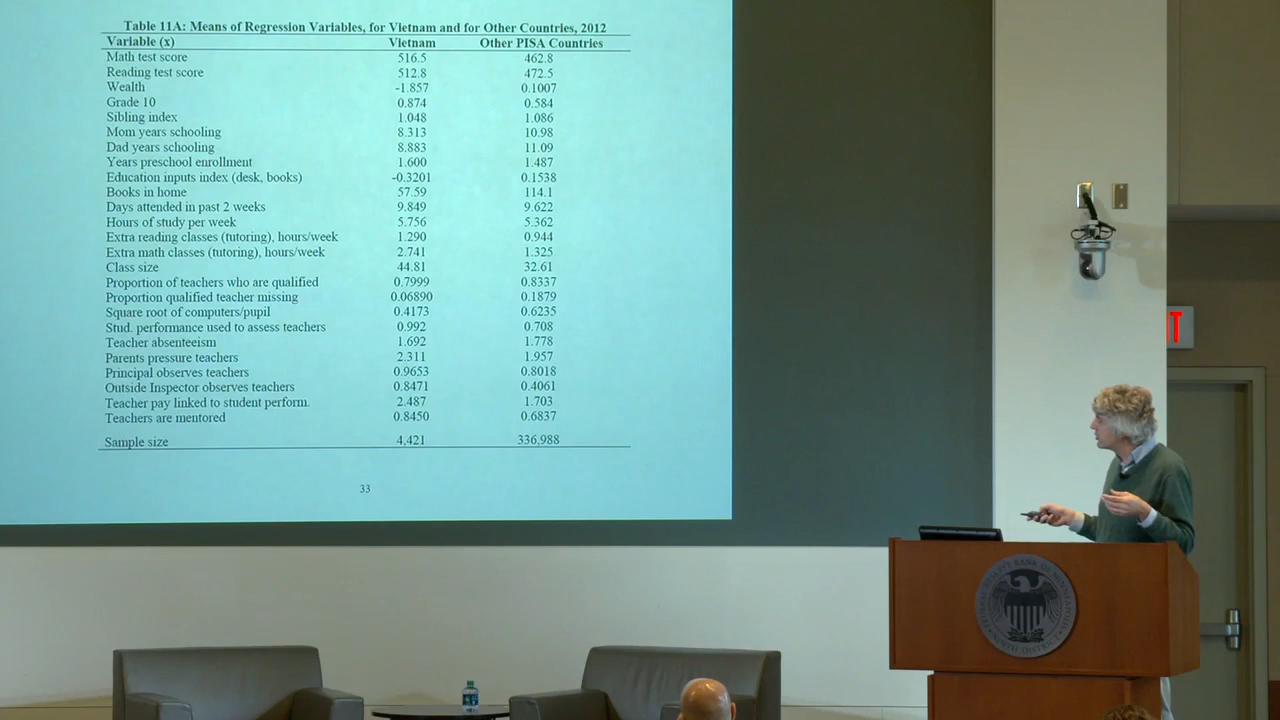 Table 11A: Means of Regression Variables, for Vietnam and for Other Countries, 2012
Variable (x) Vietnam Other PISA Countries
Math test score 516.5 462.8
Reading test score 512.8 472.5
Wealth -1.857 0.1007
Grade 10 0.874 0.584
Sibling index 1.048 1.086
Mom years schooling 8.313 10.98
Dad years schooling 8.883 11.09
Years preschool enrollment 1.600 1.487
Education inputs index (desk, books) -0.3201 0.1538
Books in home 57.59 114.1
Days attended in past 2 weeks 9.849 9.622
Hours of study per week 5.756 5.362
Extra reading classes (tutoring), hours/week 1.290 0.944
Extra math classes (tutoring), hours/week 2.741 1.325
Class size 44.81 32.61
Proportion of teachers who are qualified 0.7999 0.8337
Proportion qualified teacher missing 0.06890 0.1879
Square root of computers/pupil 0.4173 0.6235
Stud. performance used to assess teachers 0.992 0.708
Teacher absenteeism 1.692 1.778
Parents pressure teachers 2.311 1.957
Principal observes teachers 0.9653 0.8018
Outside Inspector observes teachers 0.8471 0.4061
Teacher pay linked to student perform. 2.487 1.703
Teachers are mentored 0.8450 0.6837
Sample size 4,421 336,988
33
IT